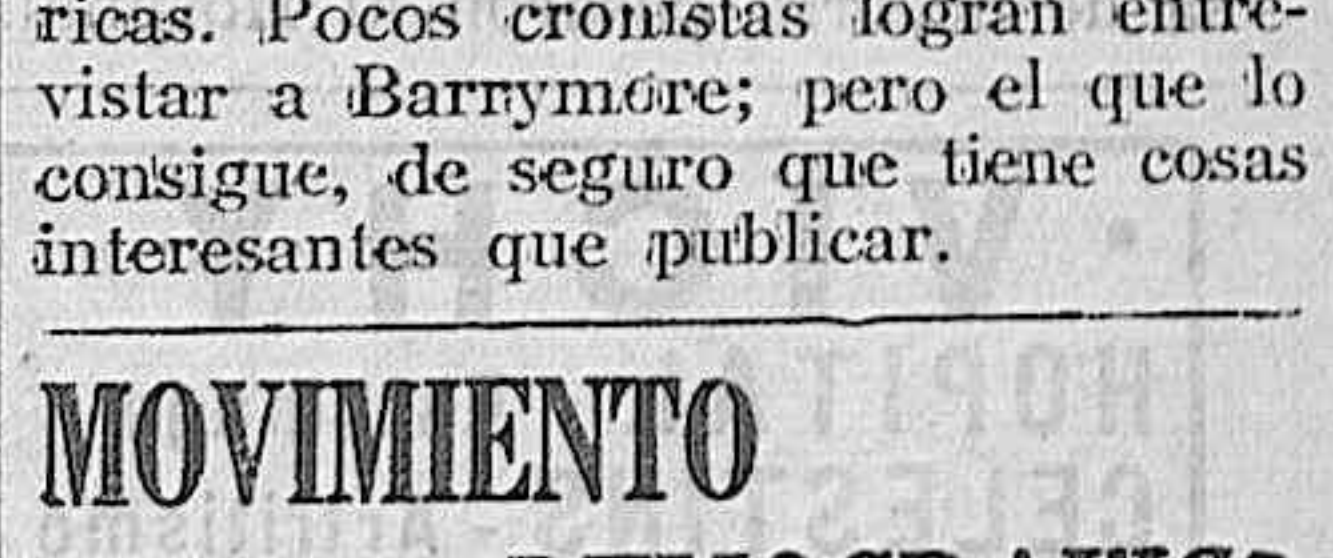 ricas. Pocos cronistas logran entre-
vistar a Barrymore; pero el que lo
consigue, de seguro que tiene cosas
interesantes que publicar.
MOVIMIENTO